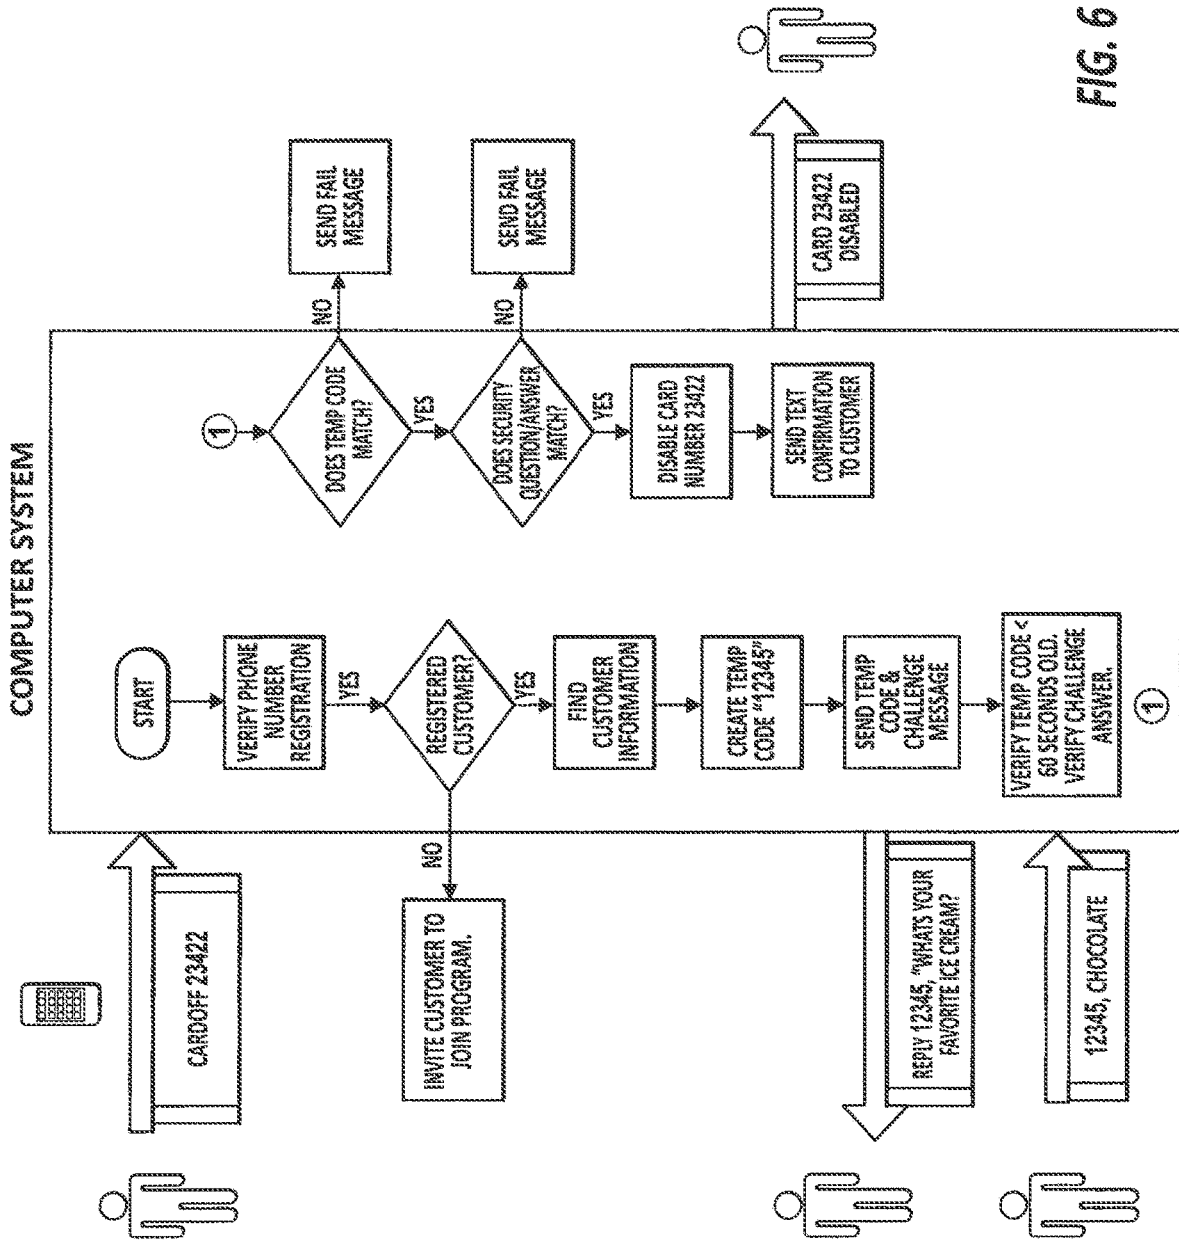 COMPUTER SYSTEM
CARDOFF 23422
START
VERIFY PHONE
NUMBER
REGISTRATION
YES
REGISTERED
CUSTOMER?
NO
INVITE CUSTOMER TO
JOIN PROGRAM.
YES
FIND
CUSTOMER
INFORMATION
CREATE TEMP
CODE "12345"
SEND TEMP
CODE &
CHALLENGE
MESSAGE
REPLY 12345, "WHATS YOUR
FAVORITE ICE CREAM?
VERIFY TEMP CODE <
60 SECONDS OLD.
VERIFY CHALLENGE
ANSWER.
12345, CHOCOLATE
1
1
DOES TEMP CODE
MATCH?
NO
SEND FAIL
MESSAGE
YES
DOES SECURITY
QUESTION/ANSWER
MATCH?
NO
SEND FAIL
MESSAGE
YES
DISABLE CARD
NUMBER 23422
SEND TEXT
CONFIRMATION
TO CUSTOMER
CARD 23422
DISABLED
FIG. 6